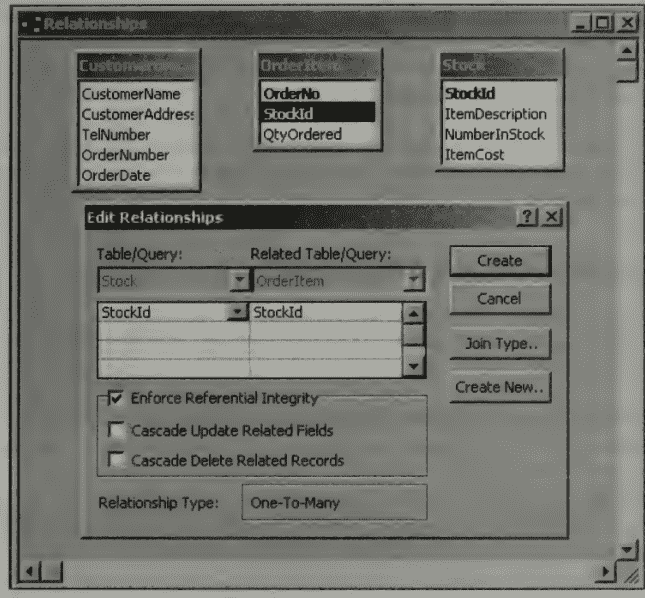 Relationships
OrderItem
Stock
CustomerName
CustomerAddress
TelNumber
OrderNumber
OrderDate
OrderNo
StockId
QtyOrdered
StockId
ItemDescription
NumberInStock
ItemCost
Edit Relationships
Table/Query: Related Table/Query:
Stock OrderItem
StockId StockId
Create
Cancel
Join Type..
Create New..
Enforce Referential Integrity
Cascade Update Related Fields
Cascade Delete Related Records
Relationship Type: One-To-Many